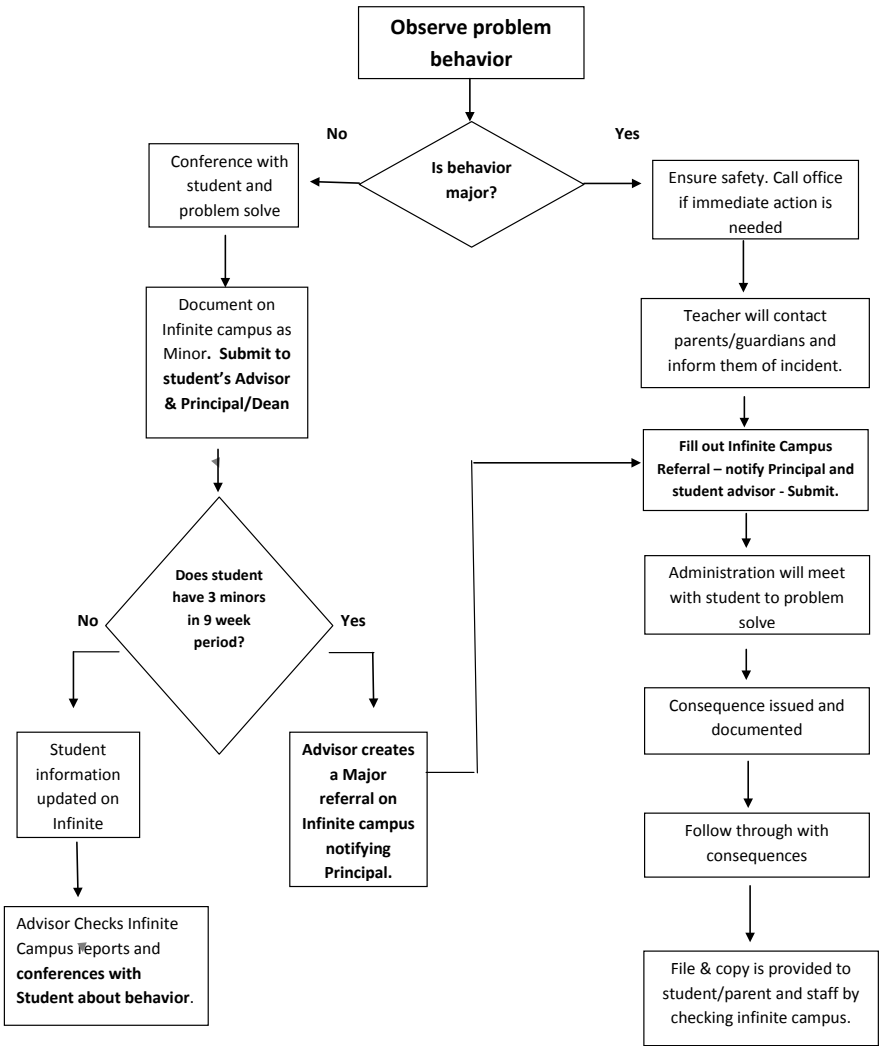 Observe problem
behavior
No
Yes
Is behavior
major?
Conference with
student and
problem solve
Ensure safety. Call office
if immediate action is
needed
Document on
Infinite campus as
Minor. Submit to
student’s Advisor
& Principal/Dean
Teacher will contact
parents/guardians and
inform them of incident.
Fill out Infinite Campus
Referral – notify Principal and
student advisor - Submit.
Does student
have 3 minors
in 9 week
period?
No
Yes
Administration will meet
with student to problem
solve
Student
information
updated on
Infinite
Advisor creates
a Major
referral on
Infinite campus
notifying
Principal.
Consequence issued and
documented
Follow through with
consequences
Advisor Checks Infinite
Campus reports and
conferences with
Student about behavior.
File & copy is provided to
student/parent and staff by
checking infinite campus.